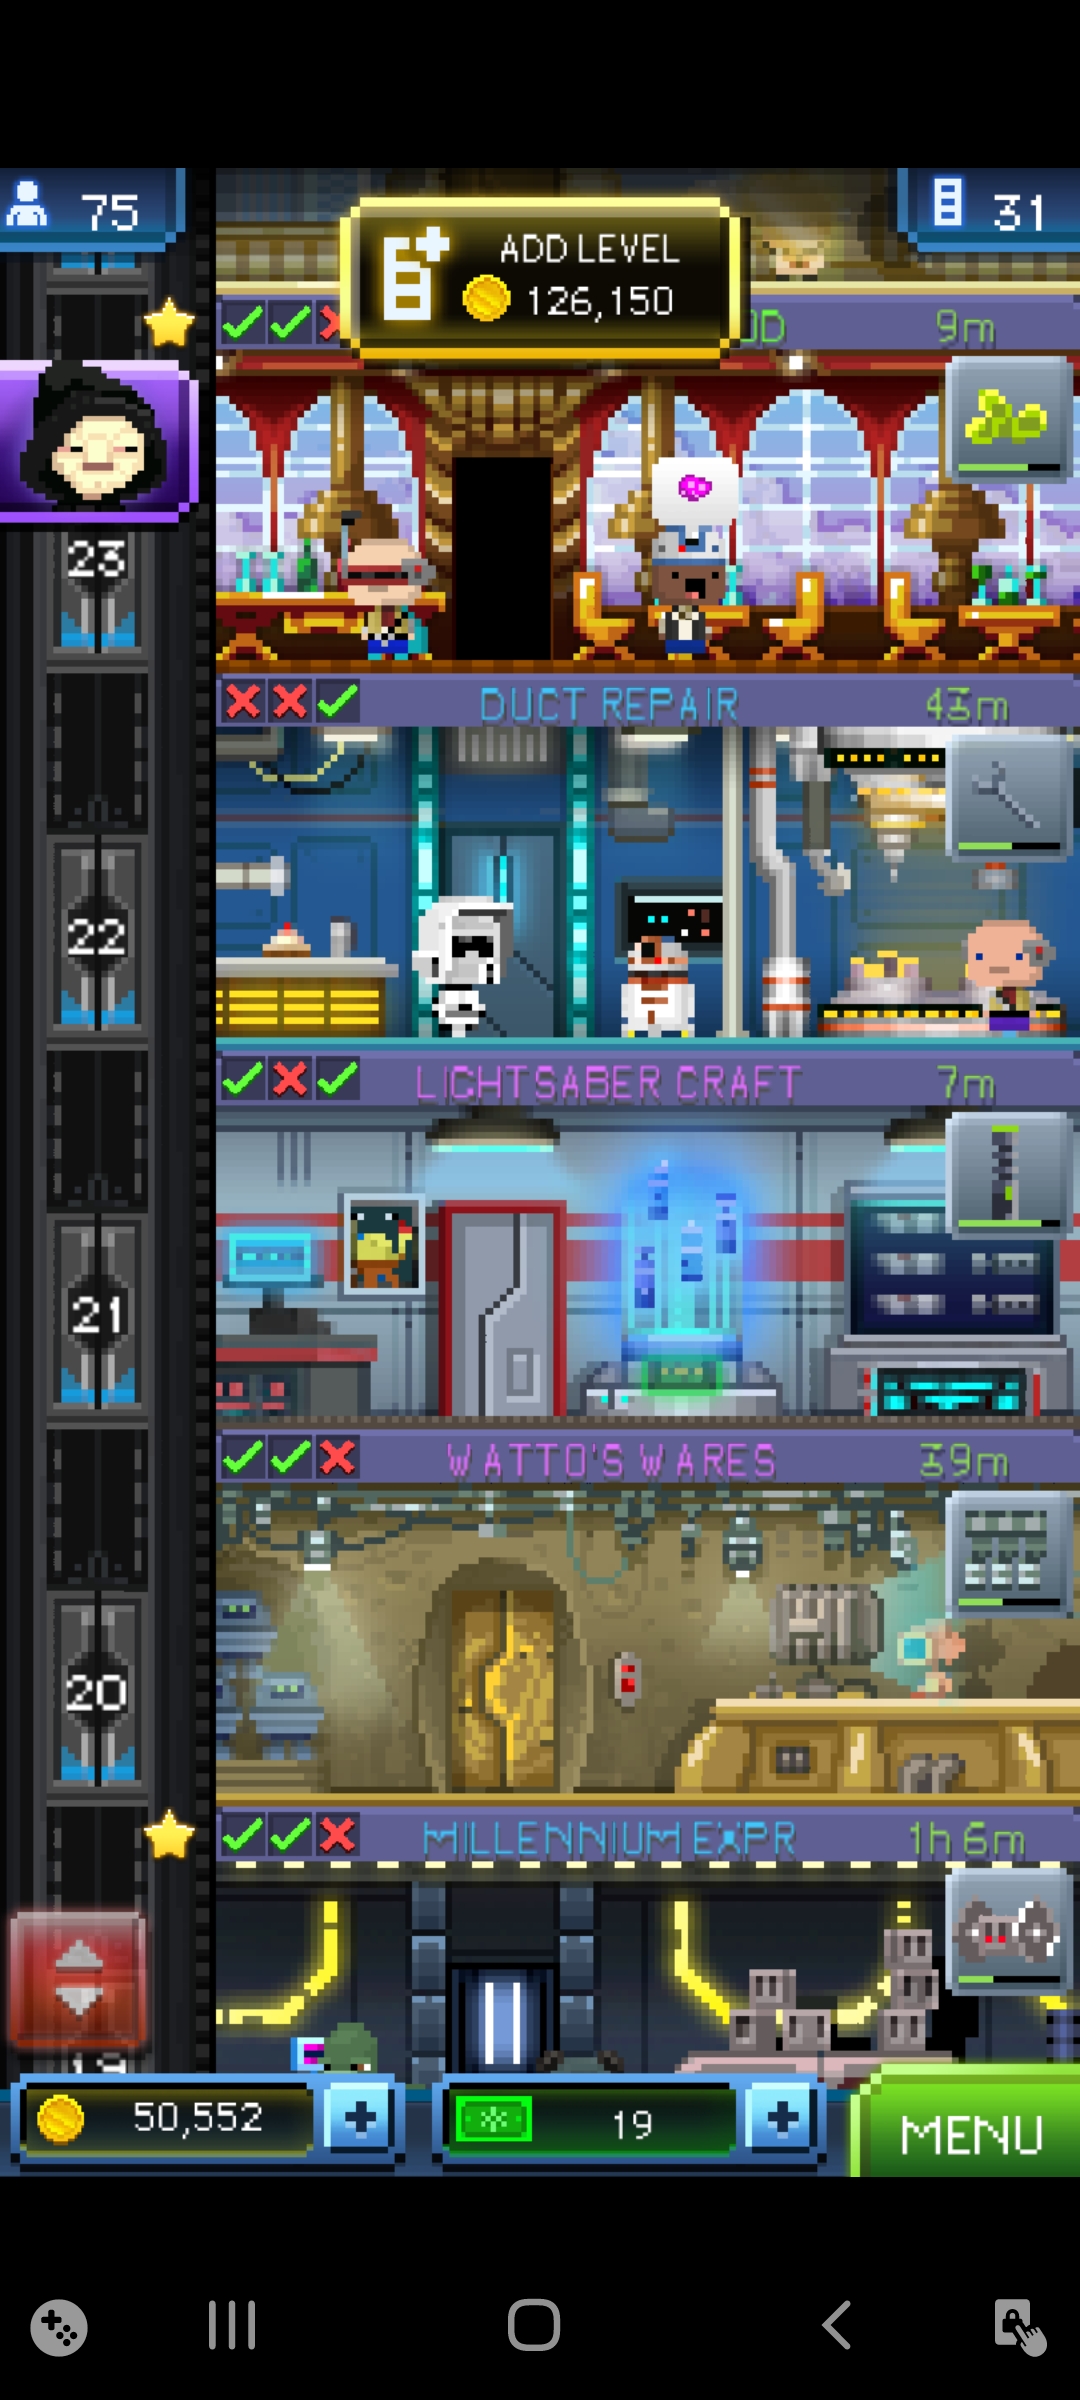 75
31
ADD LEVEL
126,150
9m
23
DUCT REPAIR
43m
22
LIGHTSABER CRAFT
7m
21
WATTO'S WARES
39m
20
MILLENNIUM EXPR
1h 6m
19
50,552
19
MENU